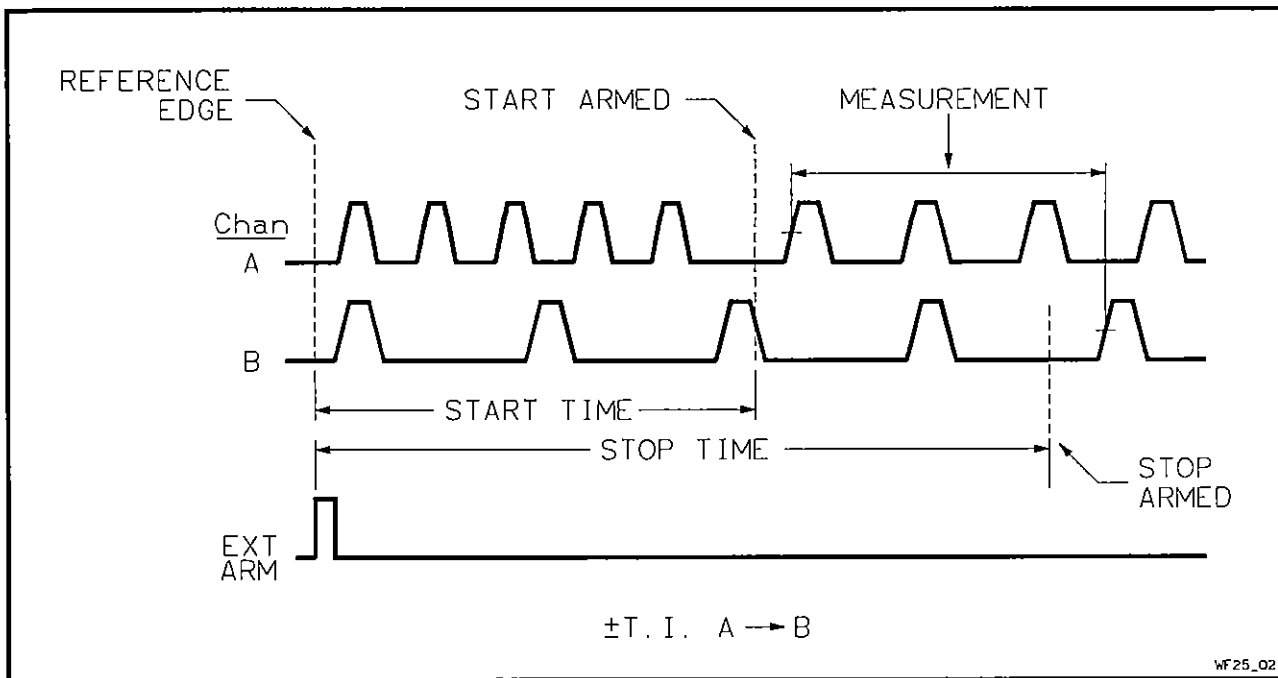 REFERENCE
EDGE
START ARMED
MEASUREMENT
Chan
A
B
START TIME
STOP TIME
STOP
ARMED
EXT
ARM
±T.I. A → B
WF25_02